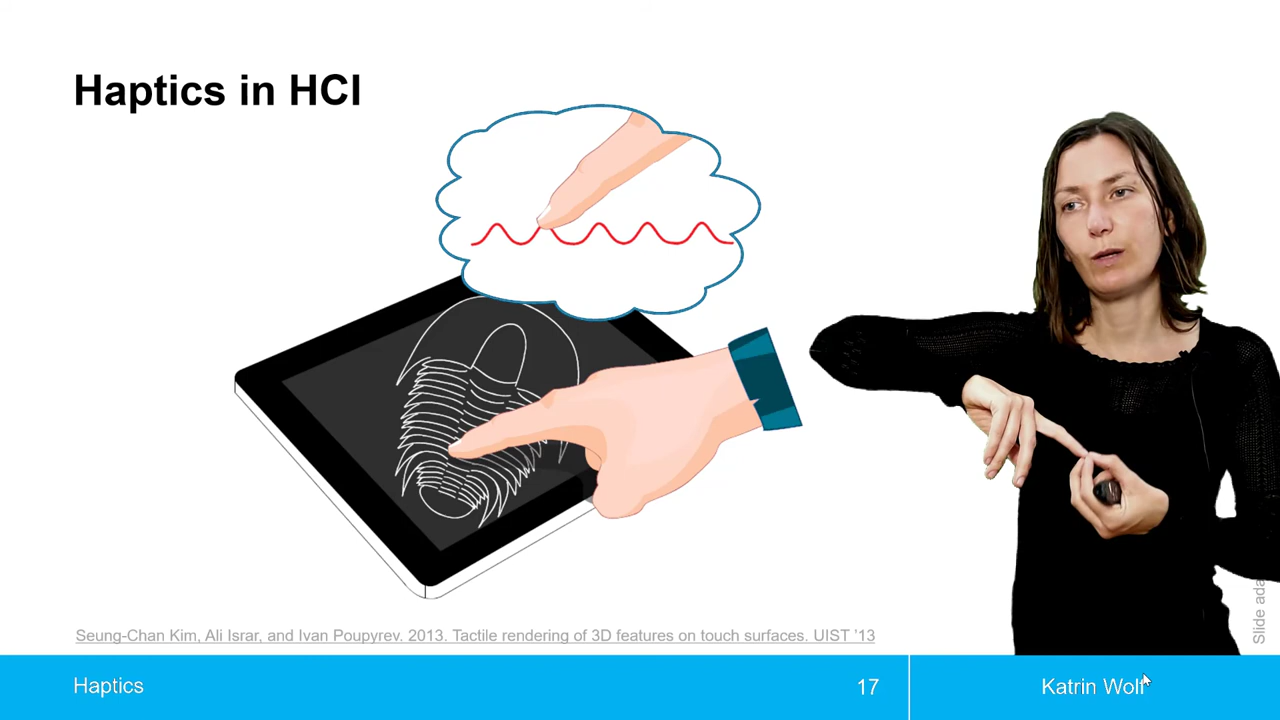 Haptics in HCI
Seung-Chan Kim, Ali Israr, and Ivan Poupyrev. 2013. Tactile rendering of 3D features on touch surfaces. UIST '13
Slide
Haptics
17
Katrin Wolf